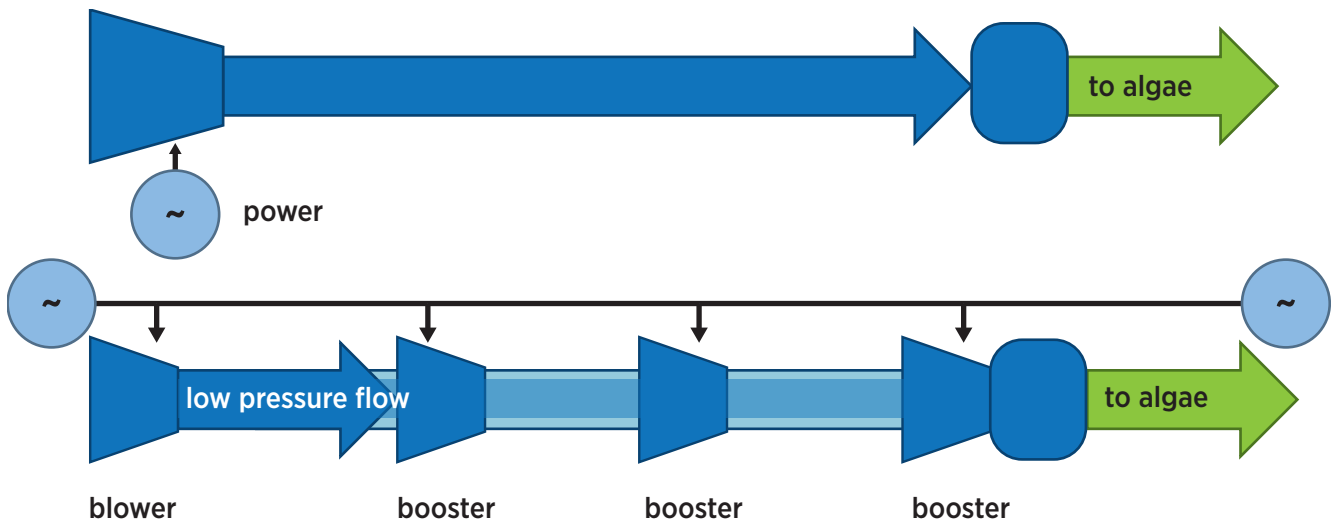 to algae
~
power
~
~
low pressure flow
to algae
blower
booster
booster
booster